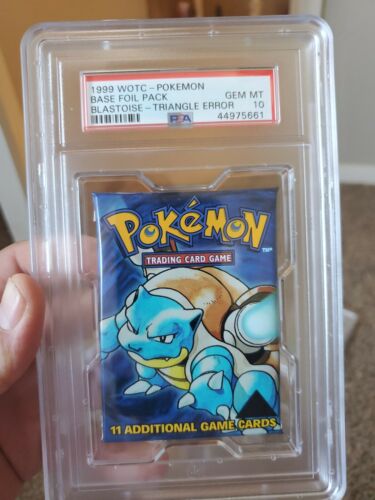 1999 WOTC - POKEMON
BASE FOIL PACK GEM MT
BLASTOISE - TRIANGLE ERROR 10
PSA 44975661
POKéMON
TM
TRADING CARD GAME
11 ADDITIONAL GAME CARDS